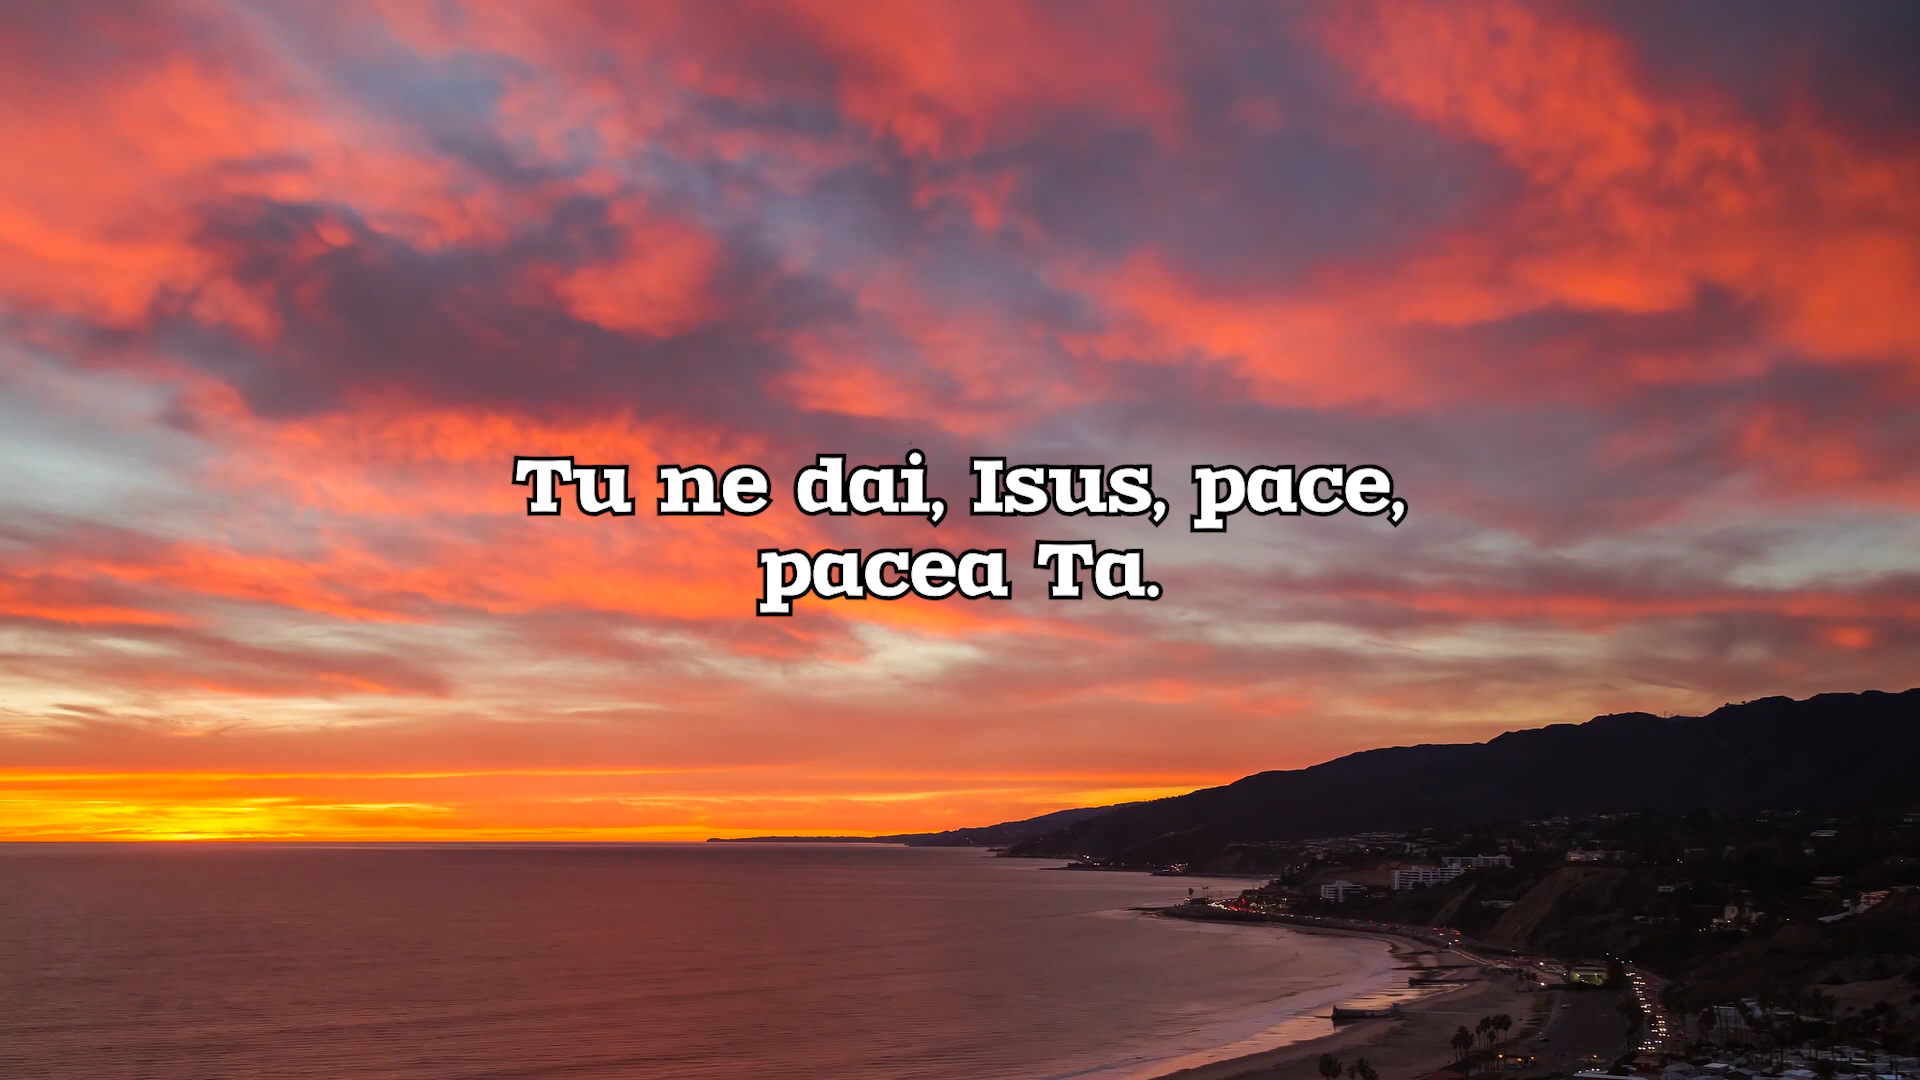 Tu ne dai, Isus, pace,
pacea Ta.